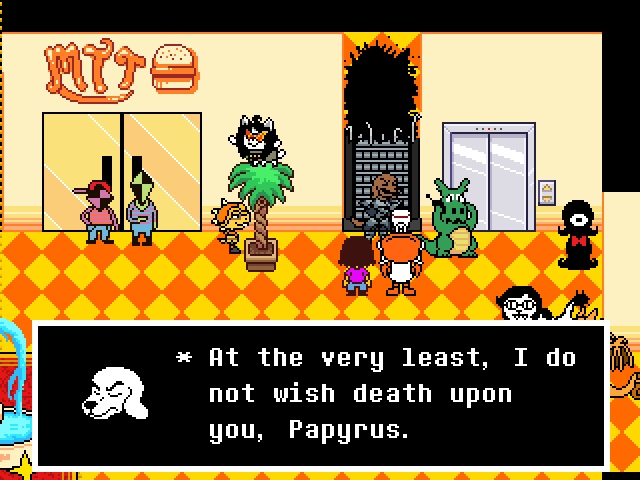 MTT
* At the very least, I do
not wish death upon
you, Papyrus.